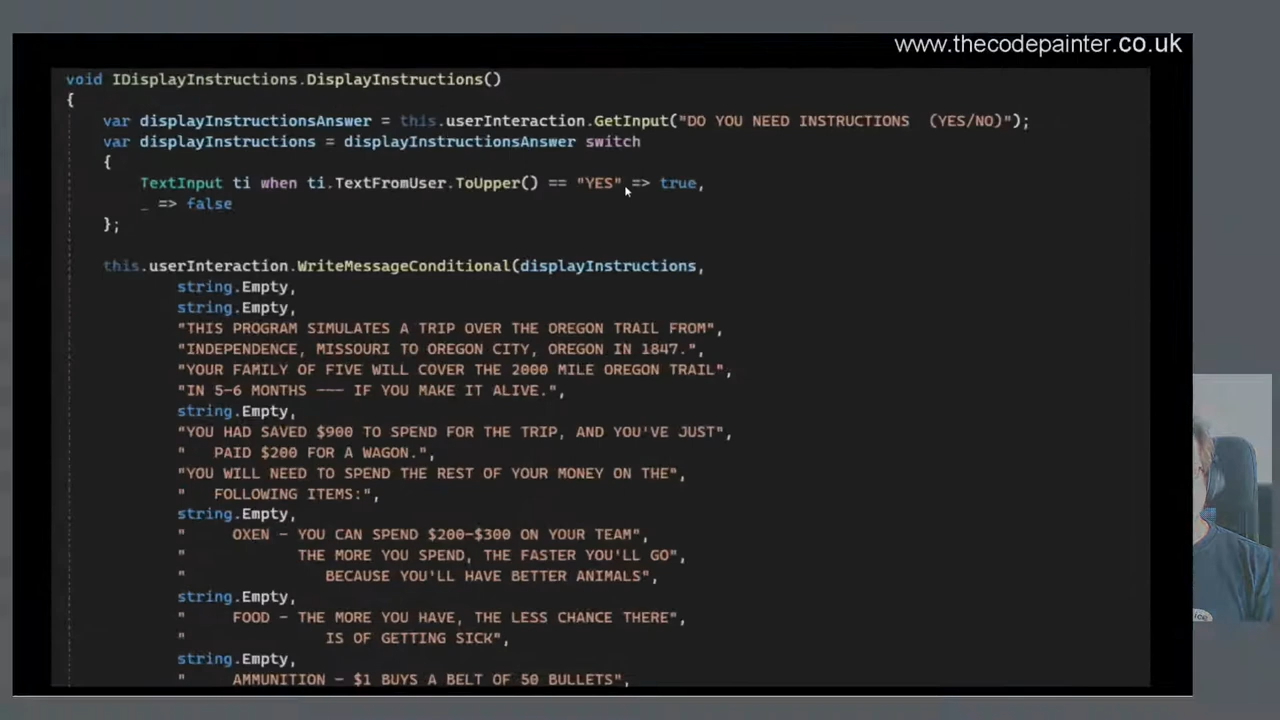 www.thecodepainter.co.uk
void IDisplayInstructions.DisplayInstructions()
{
var displayInstructionsAnswer = this.userInteraction.GetInput("DO YOU NEED INSTRUCTIONS  (YES/NO)");
var displayInstructions = displayInstructionsAnswer switch
{
TextInput ti when ti.TextFromUser.ToUpper() == "YES" => true,
_ => false
};
this.userInteraction.WriteMessageConditional(displayInstructions,
string.Empty,
string.Empty,
"THIS PROGRAM SIMULATES A TRIP OVER THE OREGON TRAIL FROM",
"INDEPENDENCE, MISSOURI TO OREGON CITY, OREGON IN 1847.",
"YOUR FAMILY OF FIVE WILL COVER THE 2000 MILE OREGON TRAIL",
"IN 5-6 MONTHS --- IF YOU MAKE IT ALIVE.",
string.Empty,
"YOU HAD SAVED $900 TO SPEND FOR THE TRIP, AND YOU'VE JUST",
"   PAID $200 FOR A WAGON.",
"YOU WILL NEED TO SPEND THE REST OF YOUR MONEY ON THE",
"   FOLLOWING ITEMS:",
string.Empty,
"     OXEN - YOU CAN SPEND $200-$300 ON YOUR TEAM",
"            THE MORE YOU SPEND, THE FASTER YOU'LL GO",
"               BECAUSE YOU'LL HAVE BETTER ANIMALS",
string.Empty,
"     FOOD - THE MORE YOU HAVE, THE LESS CHANCE THERE",
"               IS OF GETTING SICK",
string.Empty,
"     AMMUNITION - $1 BUYS A BELT OF 50 BULLETS",